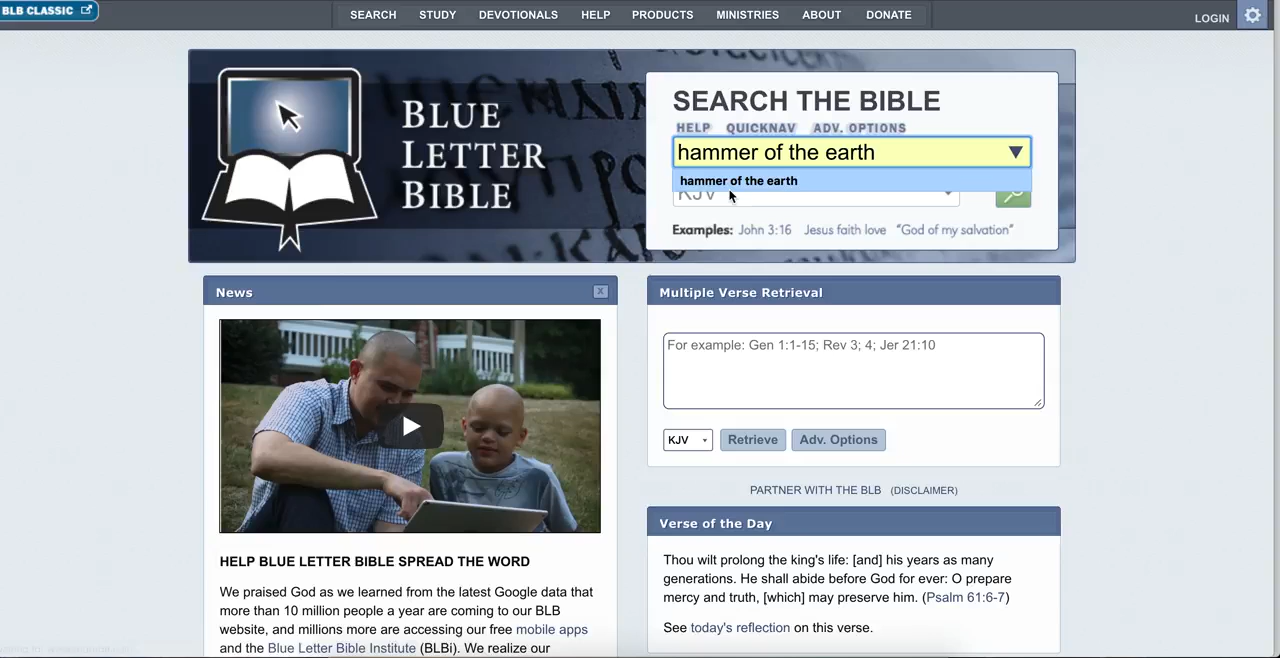 BLB CLASSIC
SEARCH STUDY DEVOTIONALS HELP PRODUCTS MINISTRIES ABOUT DONATE
LOGIN
BLUE
LETTER
BIBLE
SEARCH THE BIBLE
HELP QUICKNAV ADV. OPTIONS
hammer of the earth
hammer of the earth
KJV
Examples: John 3:16 Jesus faith love "God of my salvation"
News
x
HELP BLUE LETTER BIBLE SPREAD THE WORD
We praised God as we learned from the latest Google data that
more than 10 million people a year are coming to our BLB
website, and millions more are accessing our free mobile apps
and the Blue Letter Bible Institute (BLBi). We realize our
Multiple Verse Retrieval
For example: Gen 1:1-15; Rev 3; 4; Jer 21:10
KJV Retrieve Adv. Options
PARTNER WITH THE BLB (DISCLAIMER)
Verse of the Day
Thou wilt prolong the king's life: [and] his years as many
generations. He shall abide before God for ever: O prepare
mercy and truth, [which] may preserve him. (Psalm 61:6-7)
See today's reflection on this verse.